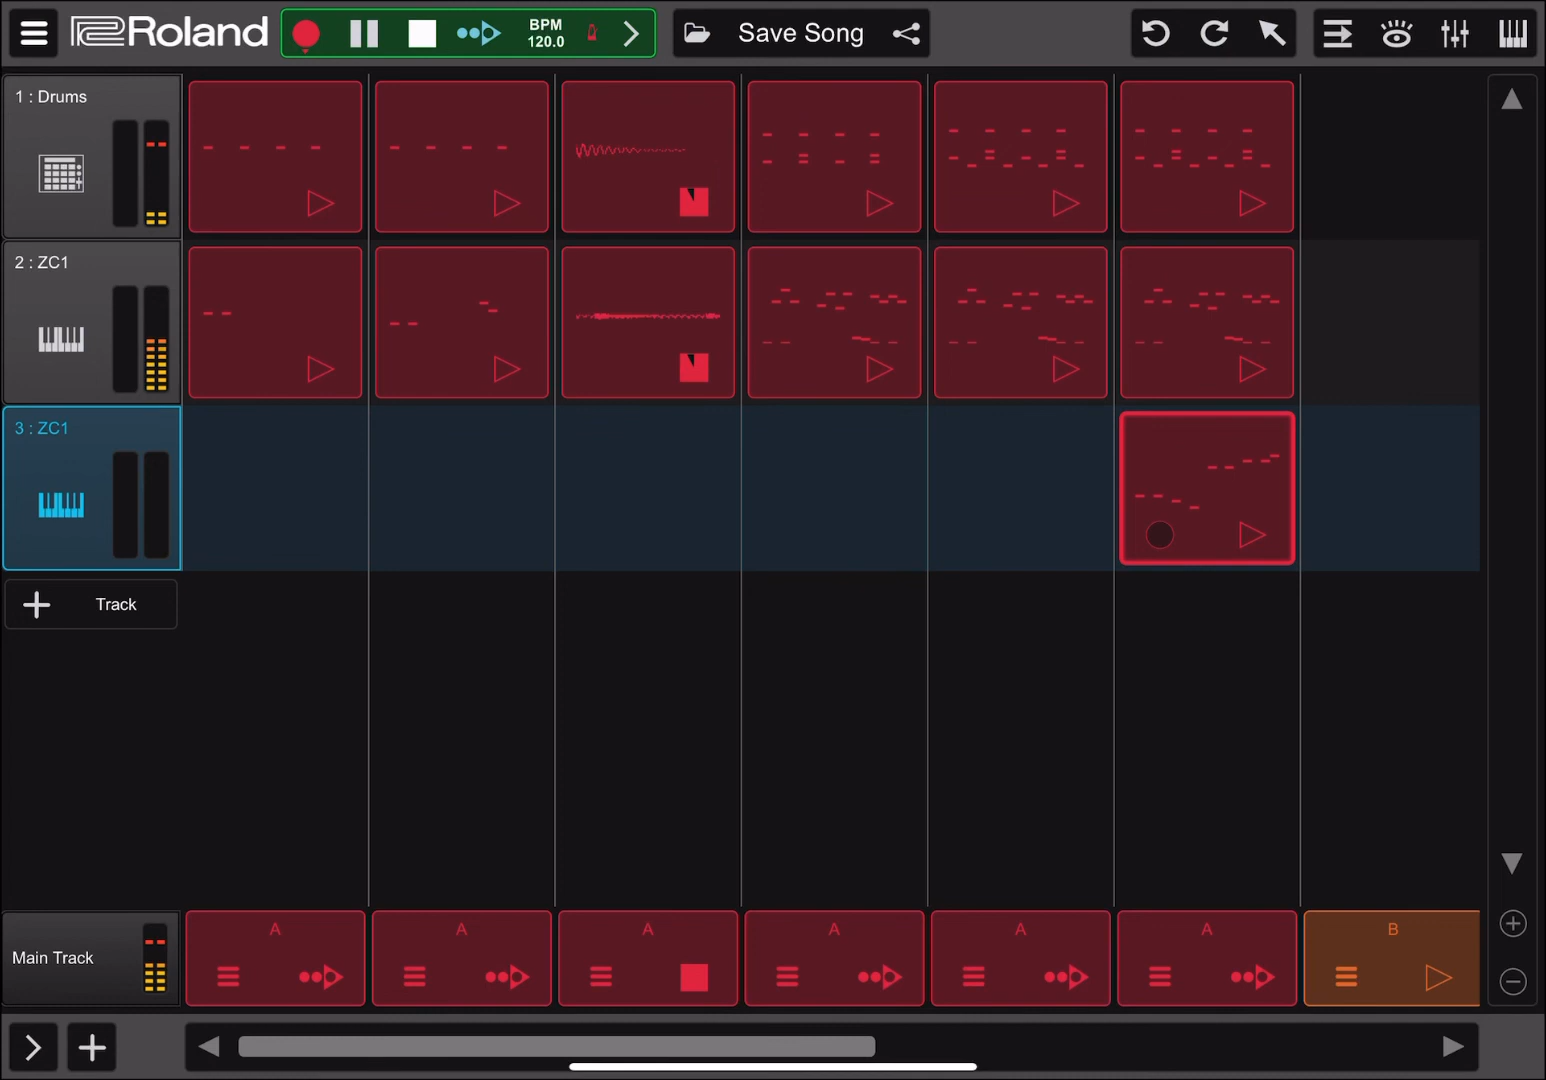 Roland
BPM
120.0
Save Song
1 : Drums
2 : ZC1
3 : ZC1
Track
Main Track
A
A
A
A
A
A
B